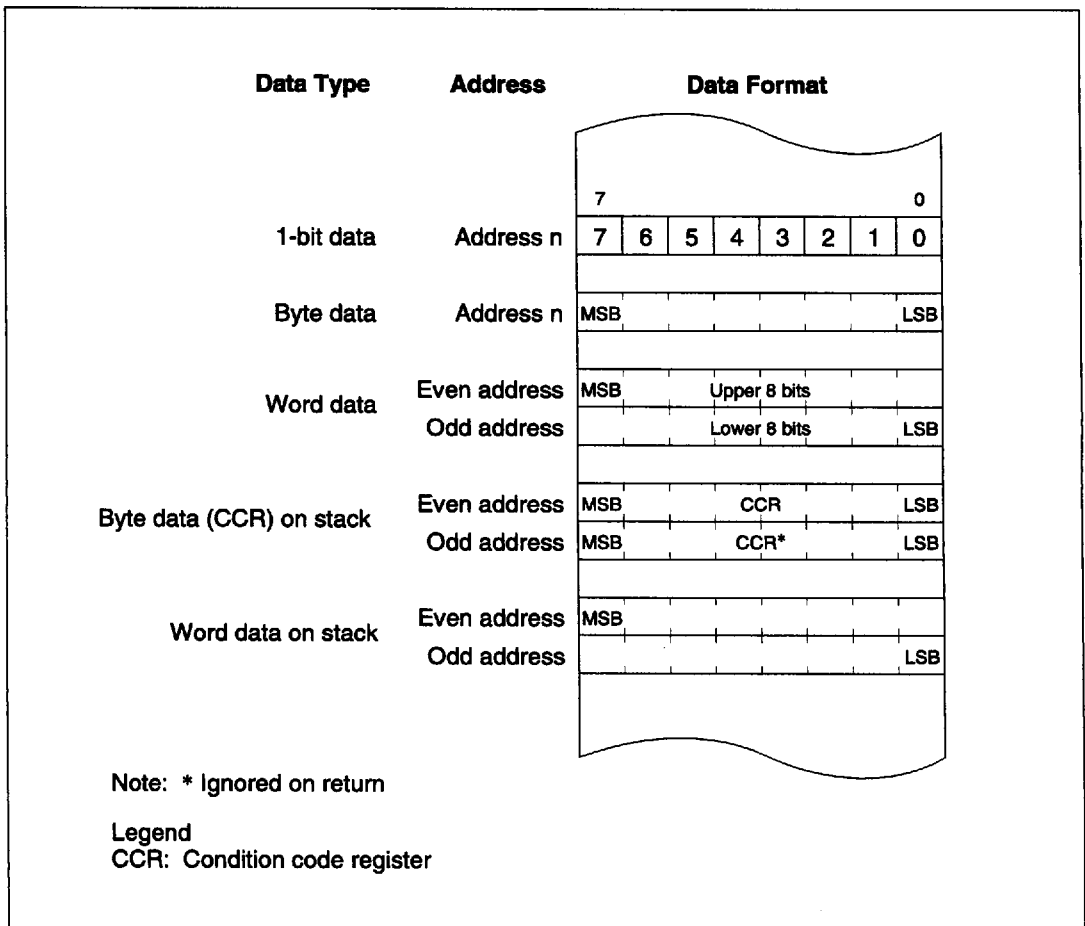 Data Type Address Data Format
7 0
1-bit data Address n 7 6 5 4 3 2 1 0
Byte data Address n MSB LSB
Word data Even address MSB Upper 8 bits
Odd address Lower 8 bits LSB
Byte data (CCR) on stack Even address MSB CCR LSB
Odd address MSB CCR* LSB
Word data on stack Even address MSB
Odd address LSB
Note: * Ignored on return
Legend
CCR: Condition code register